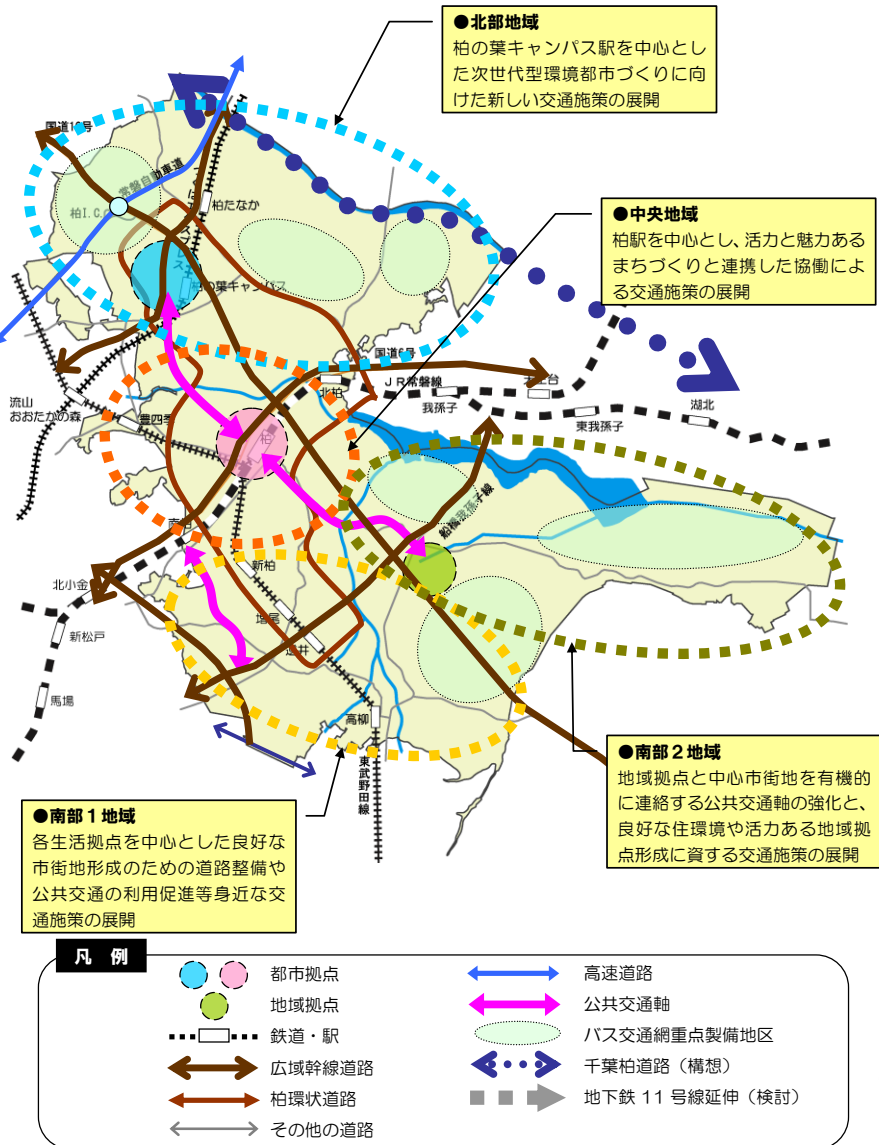 ●北部地域
柏の葉キャンパス駅を中心とし
た次世代型環境都市づくりに向
けた新しい交通施策の展開
国道16号
常磐自動車道
柏I.C.
柏たなか
柏の葉キャンパス
●中央地域
柏駅を中心とし、活力と魅力ある
まちづくりと連携した協働によ
る交通施策の展開
国道6号
北柏
JR常磐線
天王台
我孫子
東我孫子
湖北
流山
おおたかの森
豊四季
柏
船橋我孫子線
南柏
新柏
北小金
増尾
新松戸
逆井
馬場
高柳
東武野田線
●南部2地域
地域拠点と中心市街地を有機的
に連絡する公共交通軸の強化と、
良好な住環境や活力ある地域拠
点形成に資する交通施策の展開
●南部1地域
各生活拠点を中心とした良好な
市街地形成のための道路整備や
公共交通の利用促進等身近な交
通施策の展開
凡 例
都市拠点
地域拠点
鉄道・駅
広域幹線道路
柏環状道路
その他の道路
高速道路
公共交通軸
バス交通網重点製備地区
千葉柏道路（構想）
地下鉄 11 号線延伸（検討）